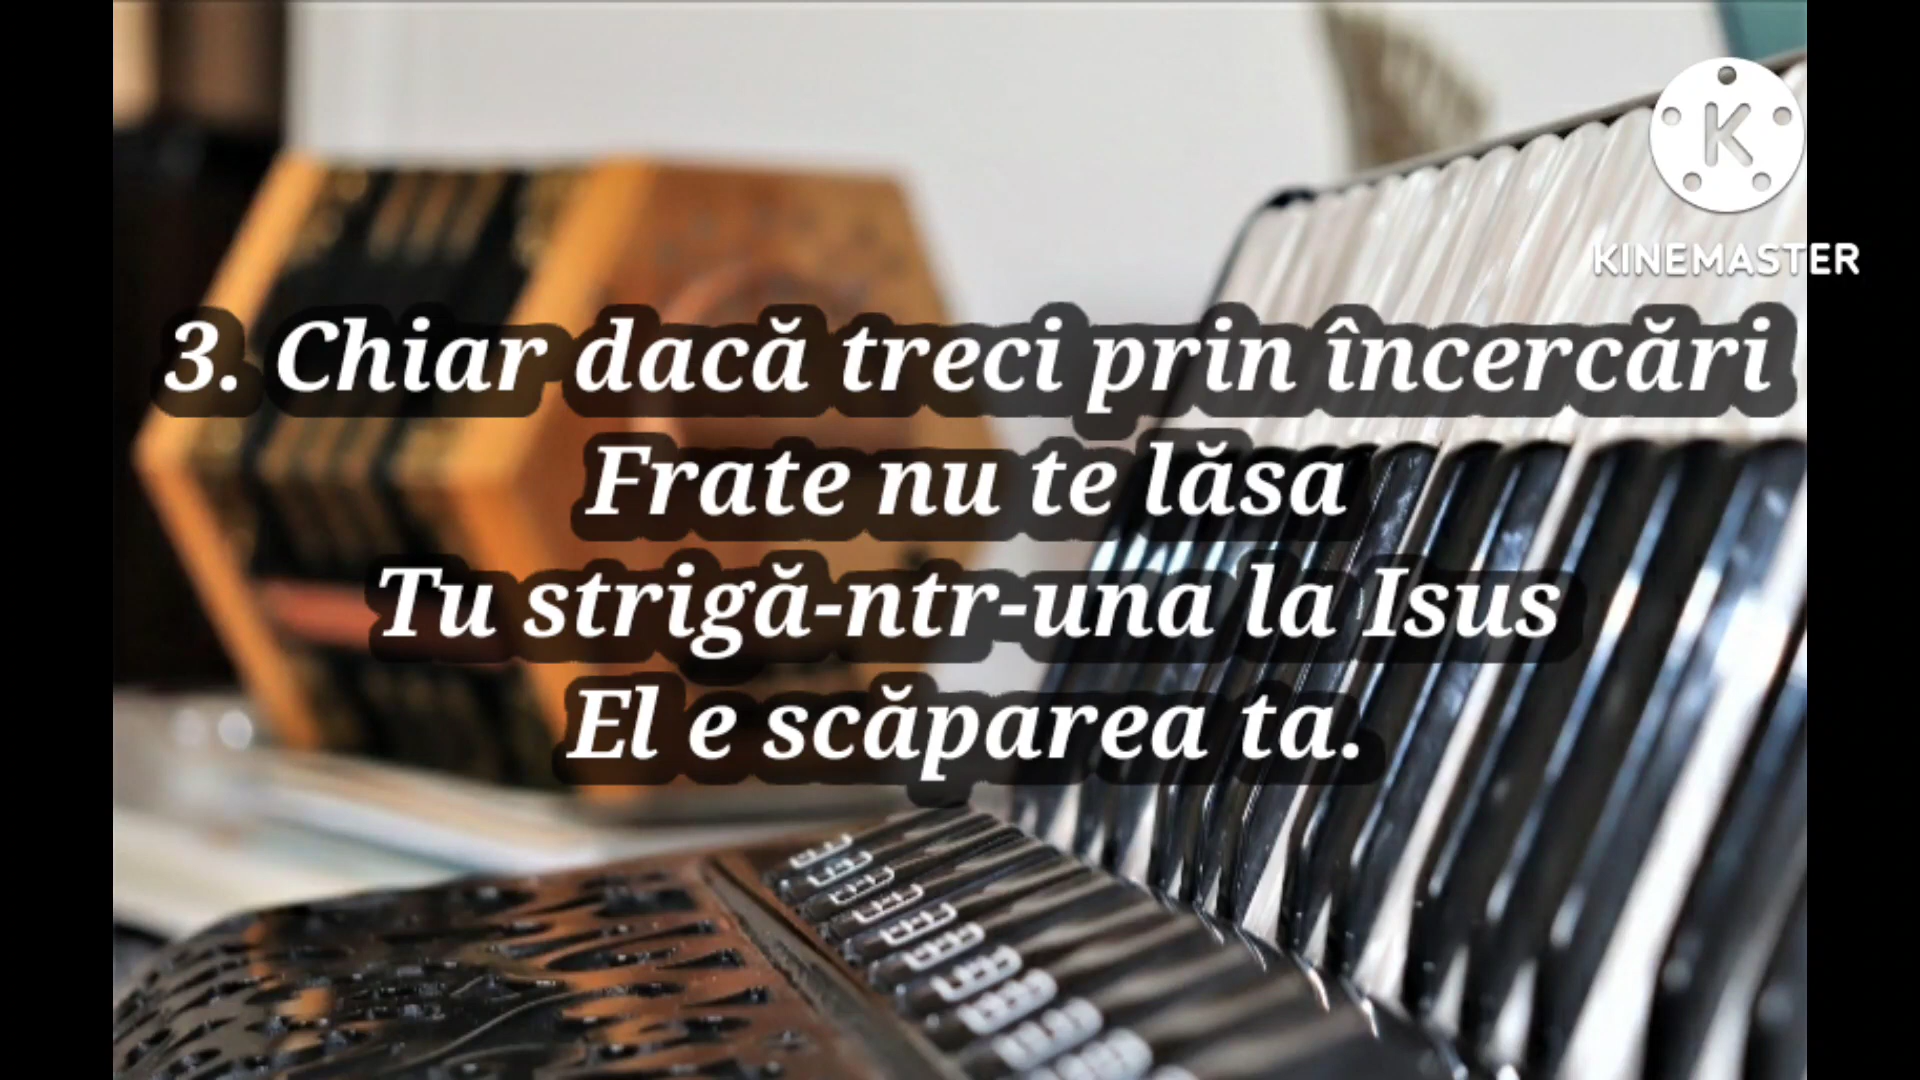 KINEMASTER
3. Chiar dacă treci prin încercări
Frate nu te lăsa
Tu strigă-ntr-una la Isus
El e scăparea ta.